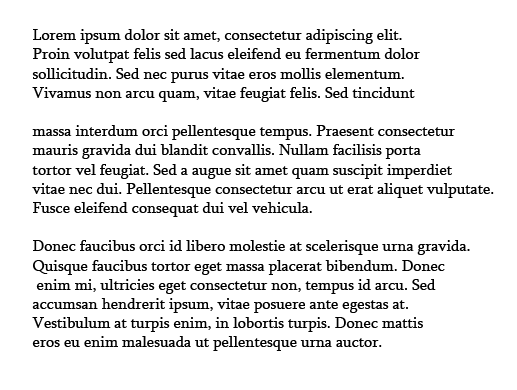 Lorem ipsum dolor sit amet, consectetur adipiscing elit.
Proin volutpat felis sed lacus eleifend eu fermentum dolor
sollicitudin. Sed nec purus vitae eros mollis elementum.
Vivamus non arcu quam, vitae feugiat felis. Sed tincidunt
massa interdum orci pellentesque tempus. Praesent consectetur
mauris gravida dui blandit convallis. Nullam facilisis porta
tortor vel feugiat. Sed a augue sit amet quam suscipit imperdiet
vitae nec dui. Pellentesque consectetur arcu ut erat aliquet vulputate.
Fusce eleifend consequat dui vel vehicula.
Donec faucibus orci id libero molestie at scelerisque urna gravida.
Quisque faucibus tortor eget massa placerat bibendum. Donec
enim mi, ultricies eget consectetur non, tempus id arcu. Sed
accumsan hendrerit ipsum, vitae posuere ante egestas at.
Vestibulum at turpis enim, in lobortis turpis. Donec mattis
eros eu enim malesuada ut pellentesque urna auctor.